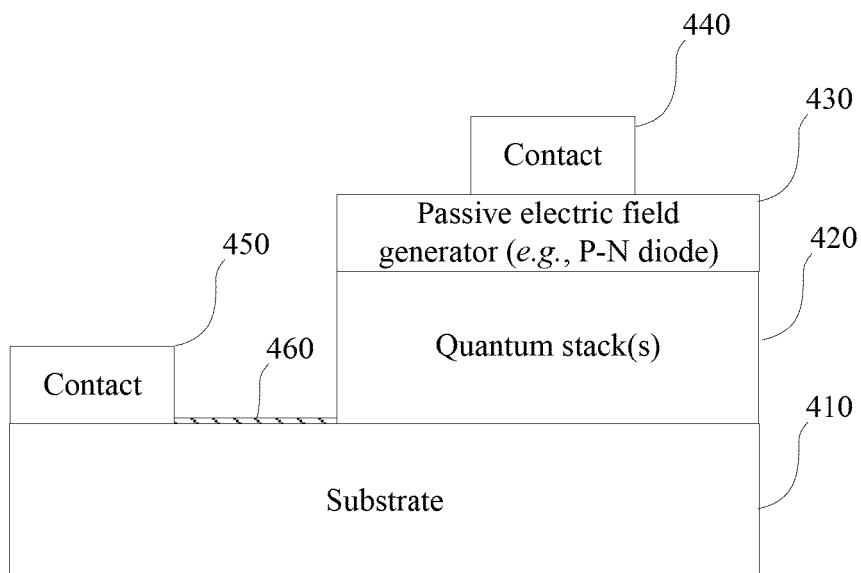 440
Contact
430
Passive electric field
generator (e.g., P-N diode)
420
450
Quantum stack(s)
460
Contact
410
Substrate